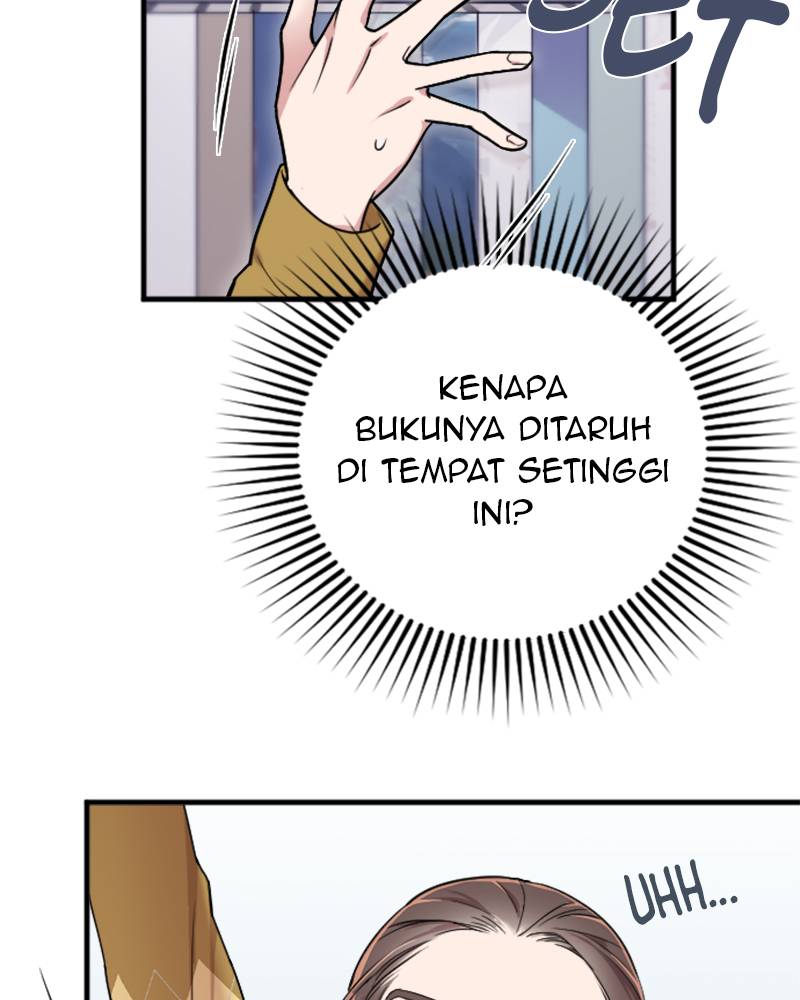 KENAPA
BUKUNYA DITARUH
DI TEMPAT SETINGGI
INI?
UHH...